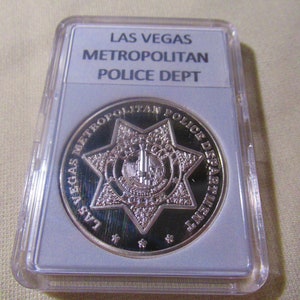 LAS VEGAS
METROPOLITAN
POLICE DEPT
LAS VEGAS METROPOLITAN POLICE DEPARTMENT